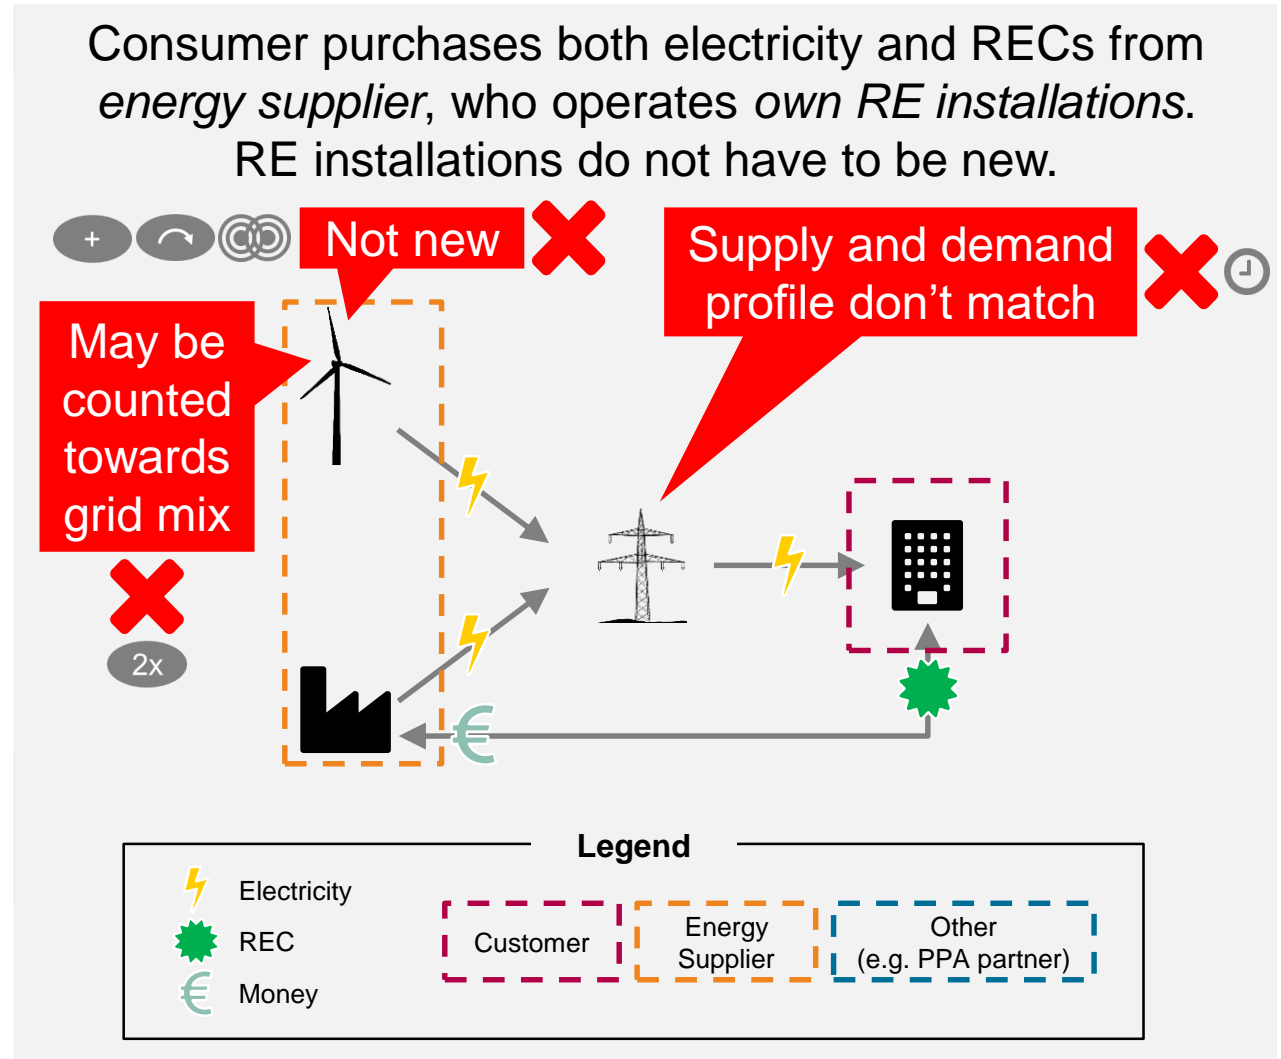 Consumer purchases both electricity and RECs from
energy supplier, who operates own RE installations.
RE installations do not have to be new.
+
Not new
Supply and demand
profile don’t match
May be
counted
towards
grid mix
2x
€
Legend
Electricity
REC
€ Money
Customer
Energy
Supplier
Other
(e.g. PPA partner)